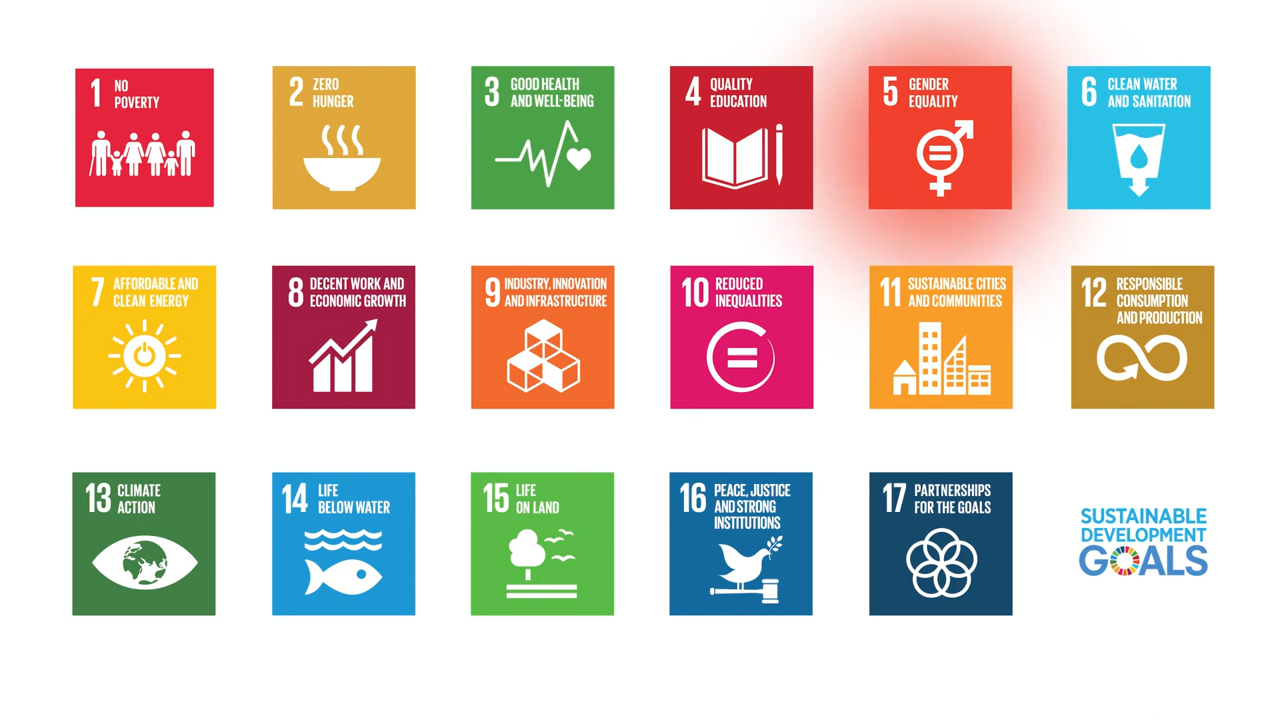 1 NO
POVERTY
2 ZERO
HUNGER
3 GOOD HEALTH
AND WELL-BEING
4 QUALITY
EDUCATION
5 GENDER
EQUALITY
6 CLEAN WATER
AND SANITATION
7 AFFORDABLE AND
CLEAN ENERGY
8 DECENT WORK AND
ECONOMIC GROWTH
9 INDUSTRY, INNOVATION
AND INFRASTRUCTURE
10 REDUCED
INEQUALITIES
11 SUSTAINABLE CITIES
AND COMMUNITIES
12 RESPONSIBLE
CONSUMPTION
AND PRODUCTION
13 CLIMATE
ACTION
14 LIFE
BELOW WATER
15 LIFE
ON LAND
16 PEACE, JUSTICE
AND STRONG
INSTITUTIONS
17 PARTNERSHIPS
FOR THE GOALS
SUSTAINABLE
DEVELOPMENT
GOALS